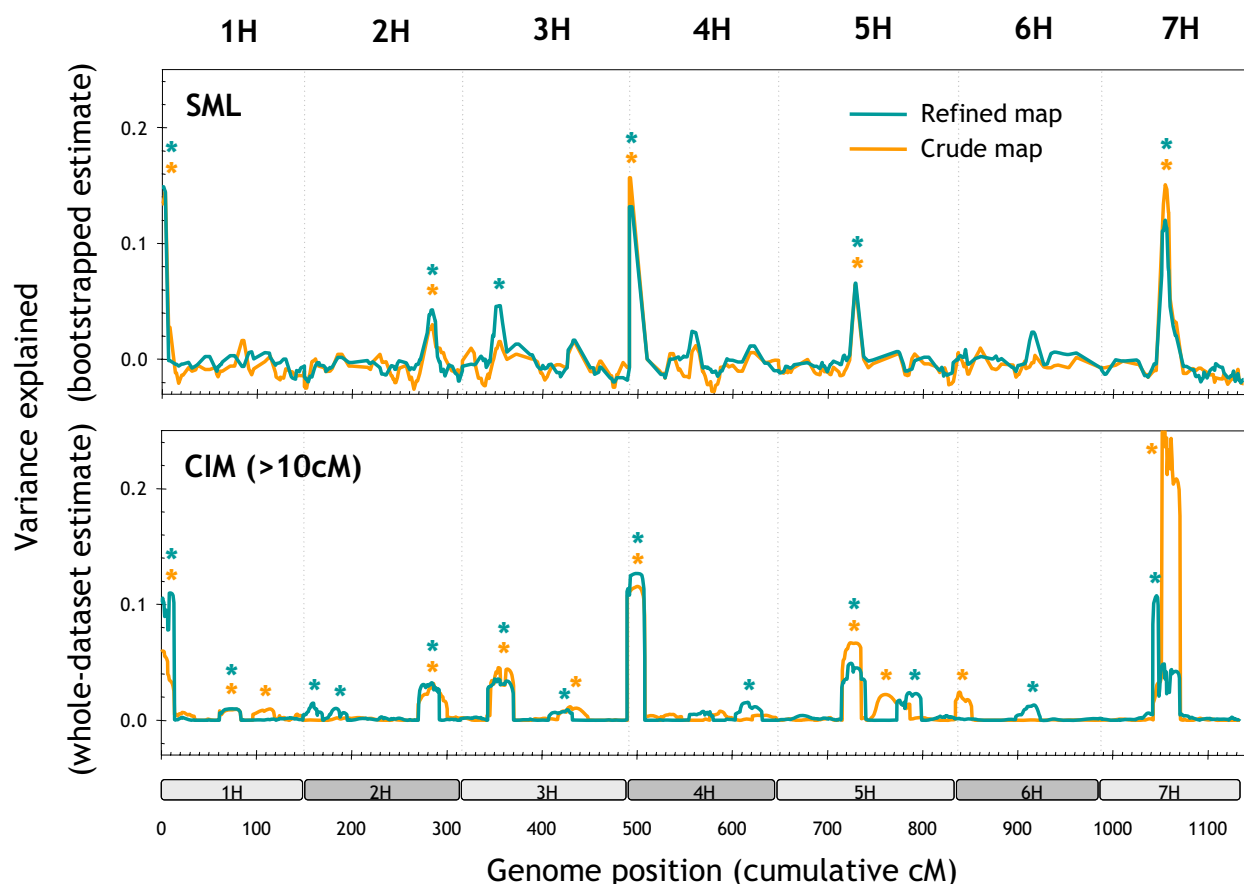 1H 2H 3H 4H 5H 6H 7H
SML
Refined map
Crude map
0.2
0.1
0.0
* *
* *
* *
*
* *
* *
* *
Variance explained
(bootstrapped estimate)
(whole-dataset estimate)
CIM (>10cM)
0.2
0.1
0.0
1H 2H 3H 4H 5H 6H 7H
0 100 200 300 400 500 600 700 800 900 1000 1100
Genome position (cumulative cM)